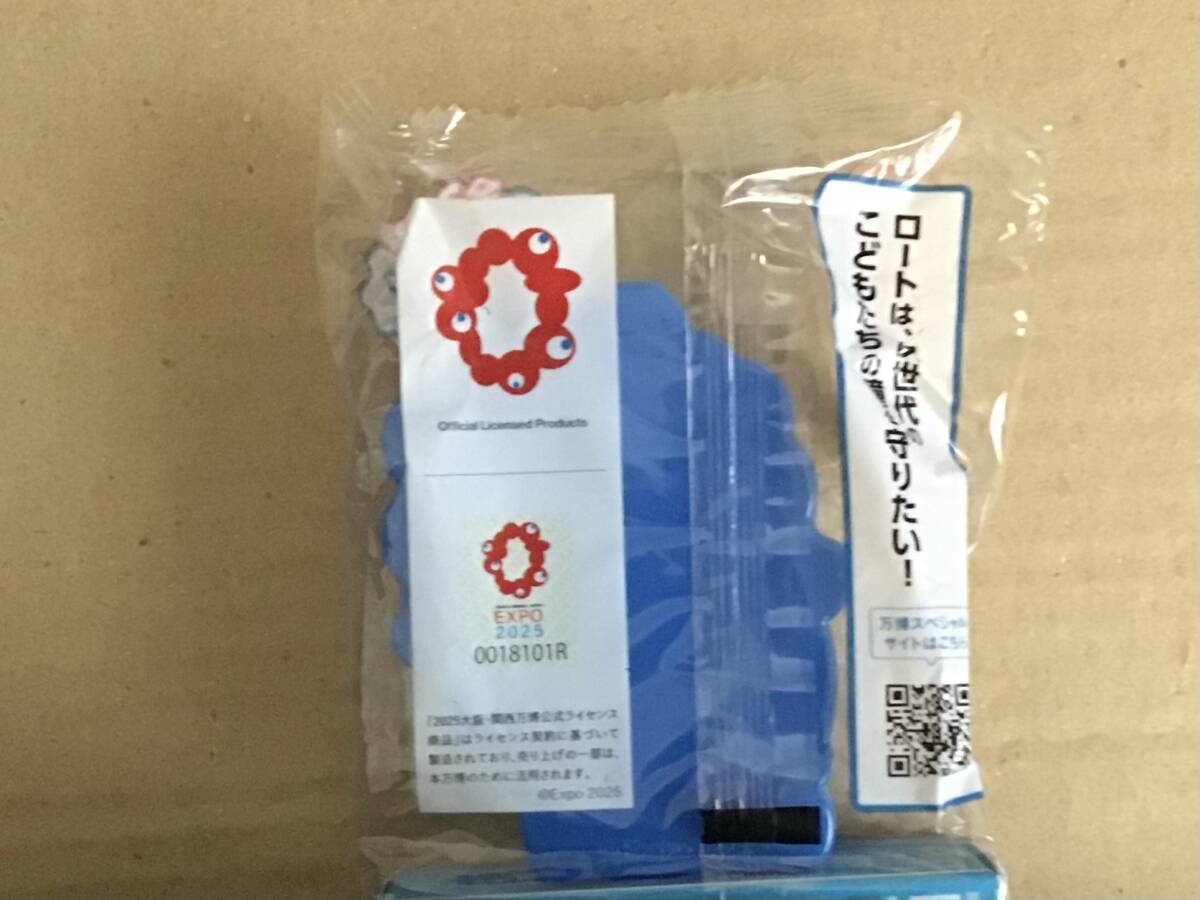 Official Licensed Products
EXPO
2025
0018101R
「2025大阪・関西万博公式ライセンス
商品」はライセンス契約に基づいて
製造されており、売り上げの一部は、
本万博のために活用されます。
©Expo 2025
ロートは、世代の
こどもたちの
守りたい!
万博スペシャル
サイトはこちら